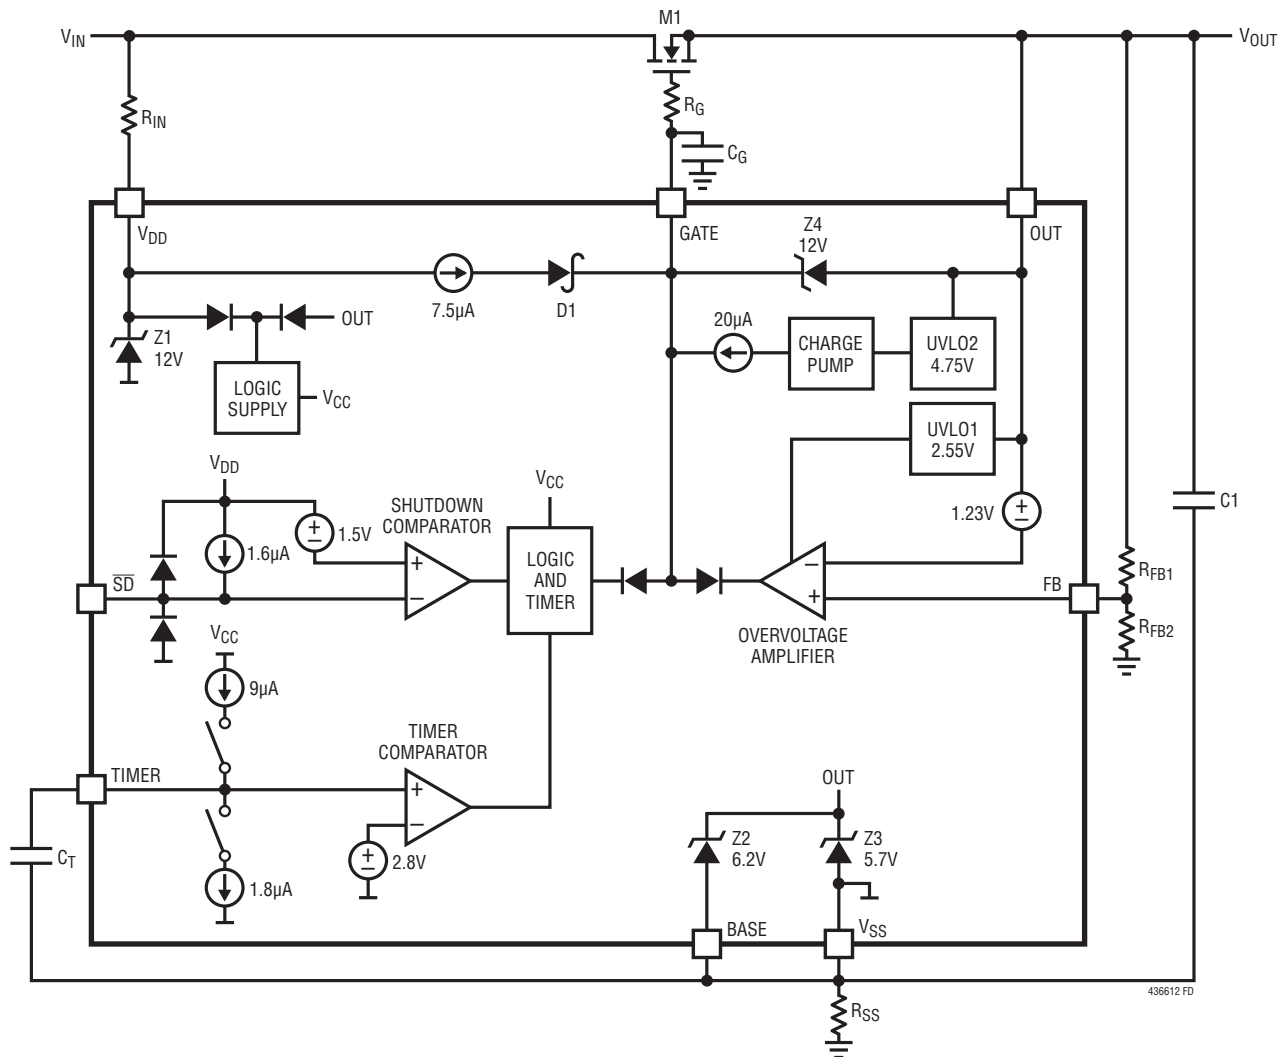 M1
VIN
VOUT
RIN
RG
CG
VDD
GATE
OUT
Z4
12V
7.5µA
D1
OUT
Z1
12V
20µA
CHARGE
PUMP
UVLO2
4.75V
LOGIC
SUPPLY
VCC
UVLO1
2.55V
VDD
VCC
1.23V
C1
SHUTDOWN
COMPARATOR
1.5V
1.6µA
LOGIC
AND
TIMER
SD
FB
RFB1
RFB2
OVERVOLTAGE
AMPLIFIER
VCC
9µA
TIMER
COMPARATOR
TIMER
OUT
Z2
6.2V
Z3
5.7V
CT
2.8V
1.8µA
BASE
VSS
436612 FD
RSS